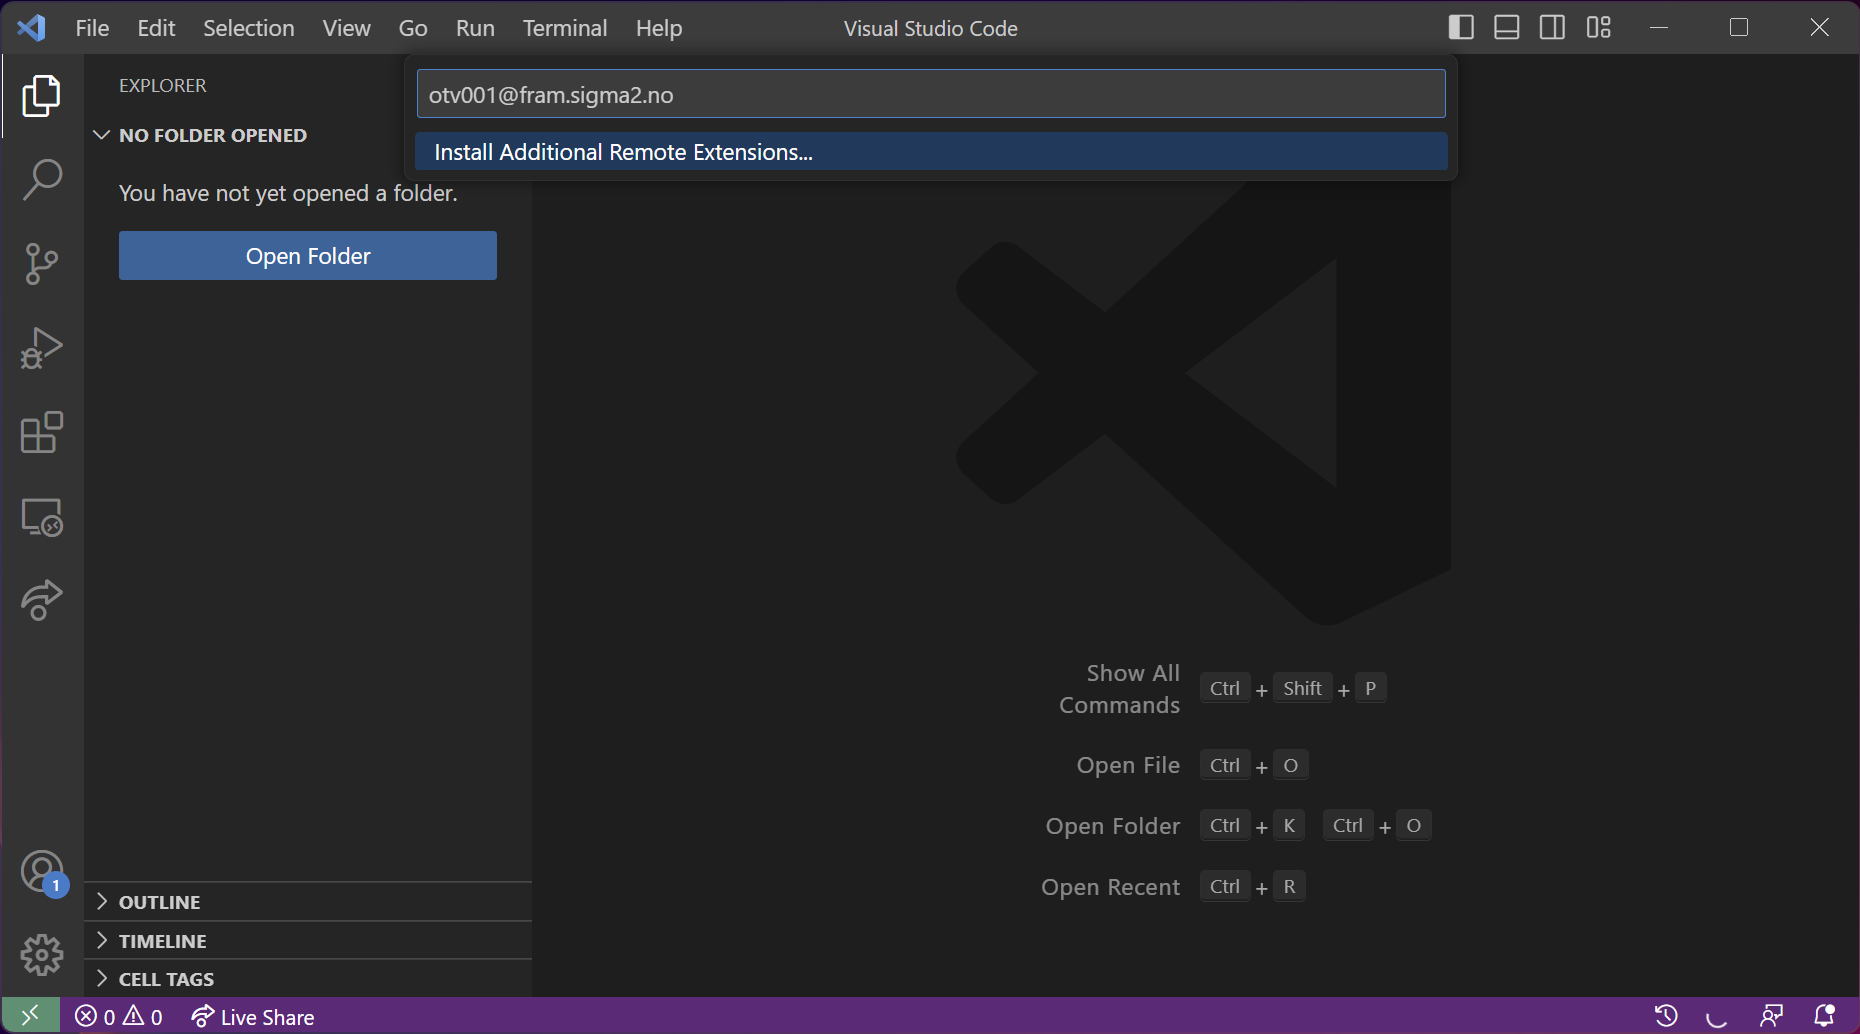 File Edit Selection View Go Run Terminal Help Visual Studio Code
otv001@fram.sigma2.no
Install Additional Remote Extensions...
EXPLORER
NO FOLDER OPENED
You have not yet opened a folder.
Open Folder
Show All Commands Ctrl + Shift + P
Open File Ctrl + O
Open Folder Ctrl + K Ctrl + O
Open Recent Ctrl + R
1
OUTLINE
TIMELINE
CELL TAGS
0 0 Live Share